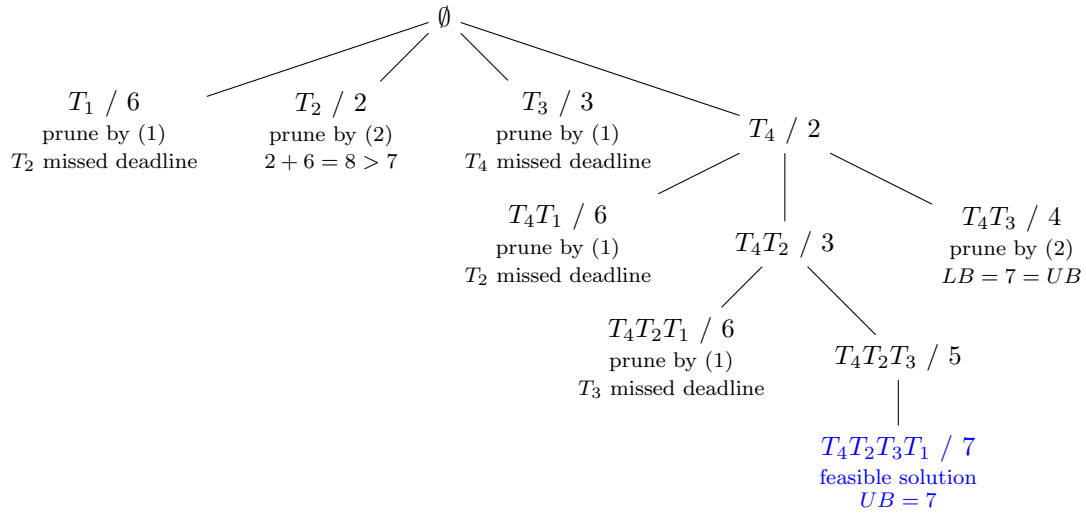 ∅
T₁ / 6
prune by (1)
T₂ missed deadline
T₂ / 2
prune by (2)
2 + 6 = 8 > 7
T₃ / 3
prune by (1)
T₄ missed deadline
T₄ / 2
T₄T₁ / 6
prune by (1)
T₂ missed deadline
T₄T₂ / 3
T₄T₃ / 4
prune by (2)
LB = 7 = UB
T₄T₂T₁ / 6
prune by (1)
T₃ missed deadline
T₄T₂T₃ / 5
T₄T₂T₃T₁ / 7
feasible solution
UB = 7